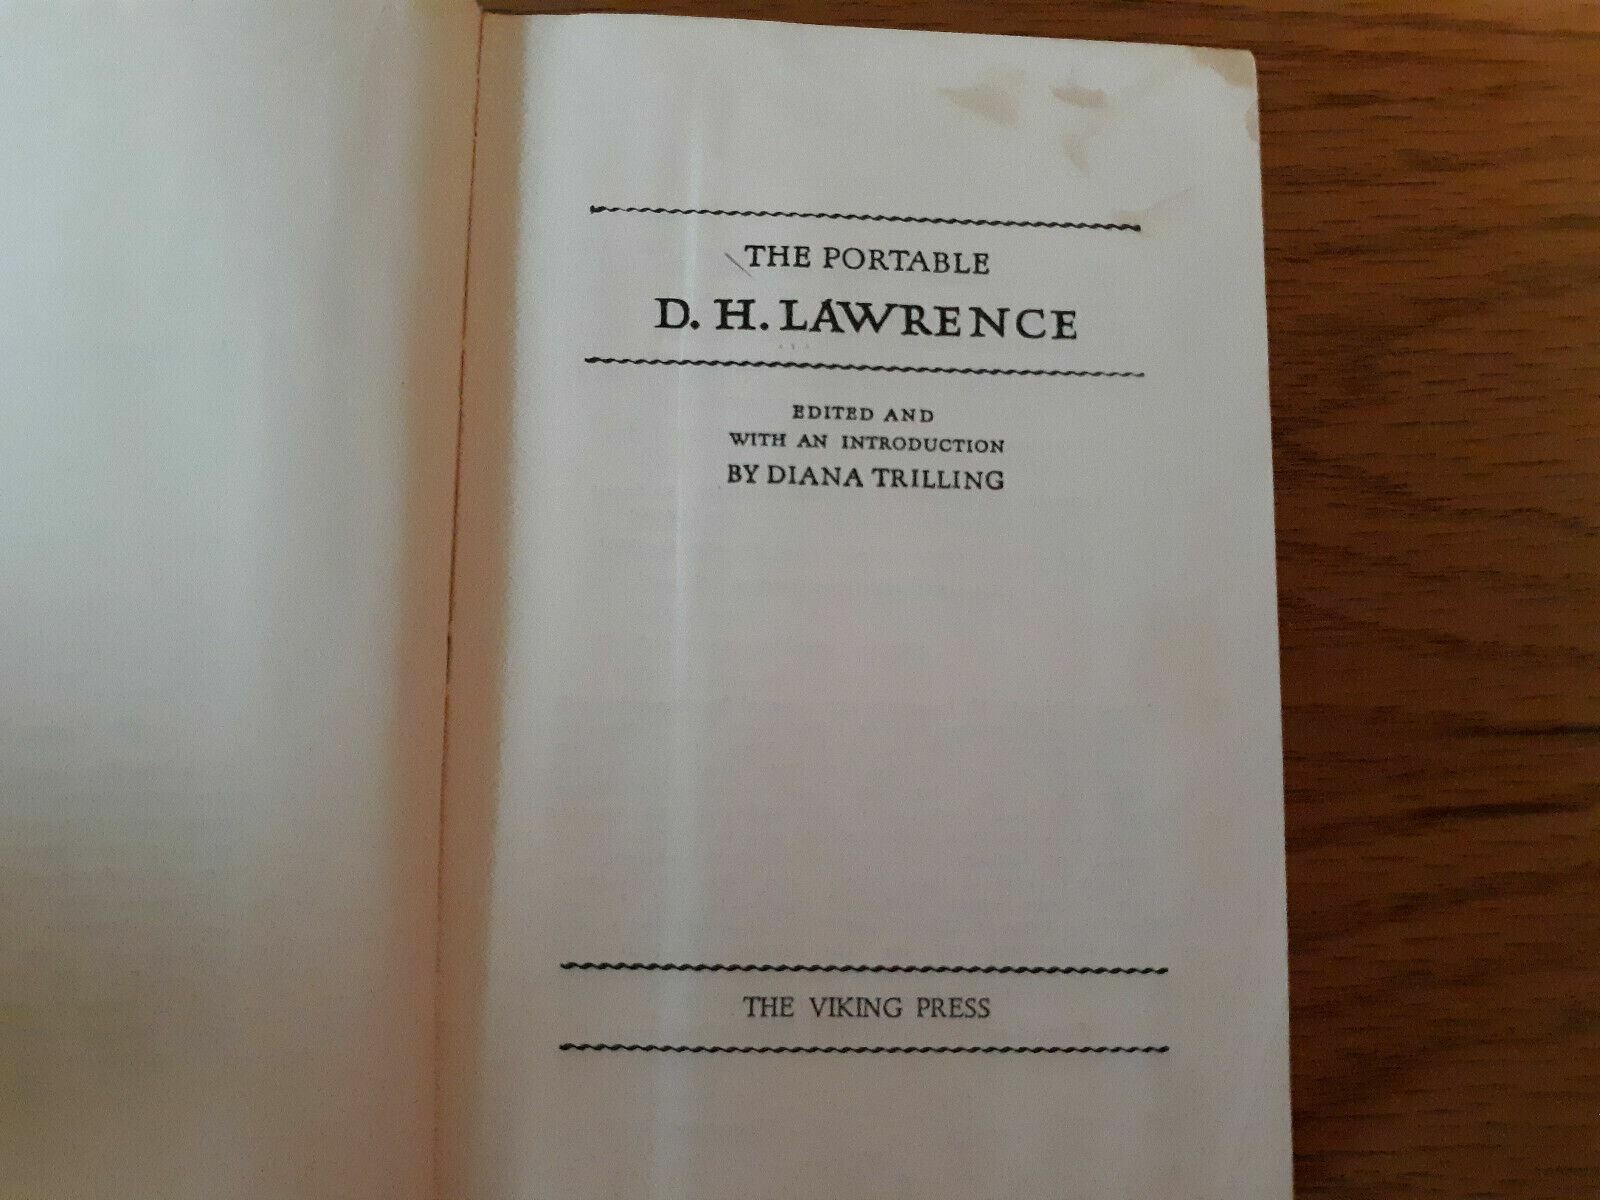 THE PORTABLE
D. H. LAWRENCE
EDITED AND
WITH AN INTRODUCTION
BY DIANA TRILLING
THE VIKING PRESS